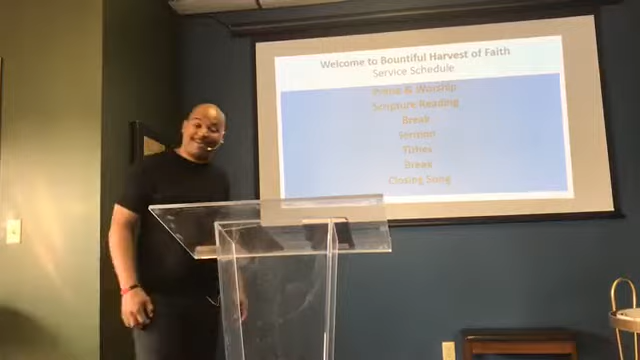 Welcome to Bountiful Harvest of Faith
Service Schedule
Praise & Worship
Scripture Reading
Break
Sermon
Tithes
Break
Closing Song